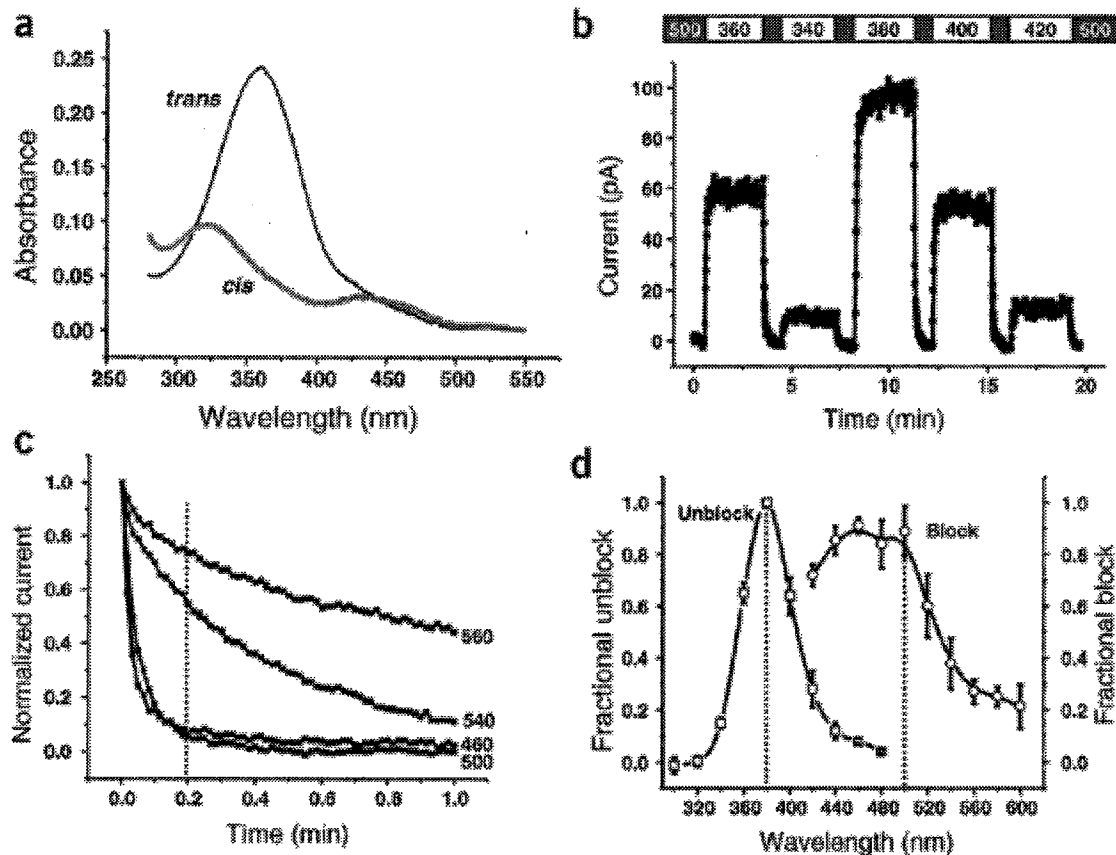 a
0.25
0.20
0.15
0.10
0.05
0.00
Absorbance
trans
cis
250 300 350 400 450 500 550
Wavelength (nm)
b
500 360 340 380 400 420 500
100
80
60
40
20
0
Current (pA)
0 5 10 15 20
Time (min)
c
1.0
0.8
0.6
0.4
0.2
0.0
Normalized current
560
540
460
500
0.0 0.2 0.4 0.6 0.8 1.0
Time (min)
d
1.0
0.8
0.6
0.4
0.2
0.0
Fractional unblock
Unblock
Block
1.0
0.8
0.6
0.4
0.2
0.0
Fractional block
320 360 400 440 480 520 560 600
Wavelength (nm)